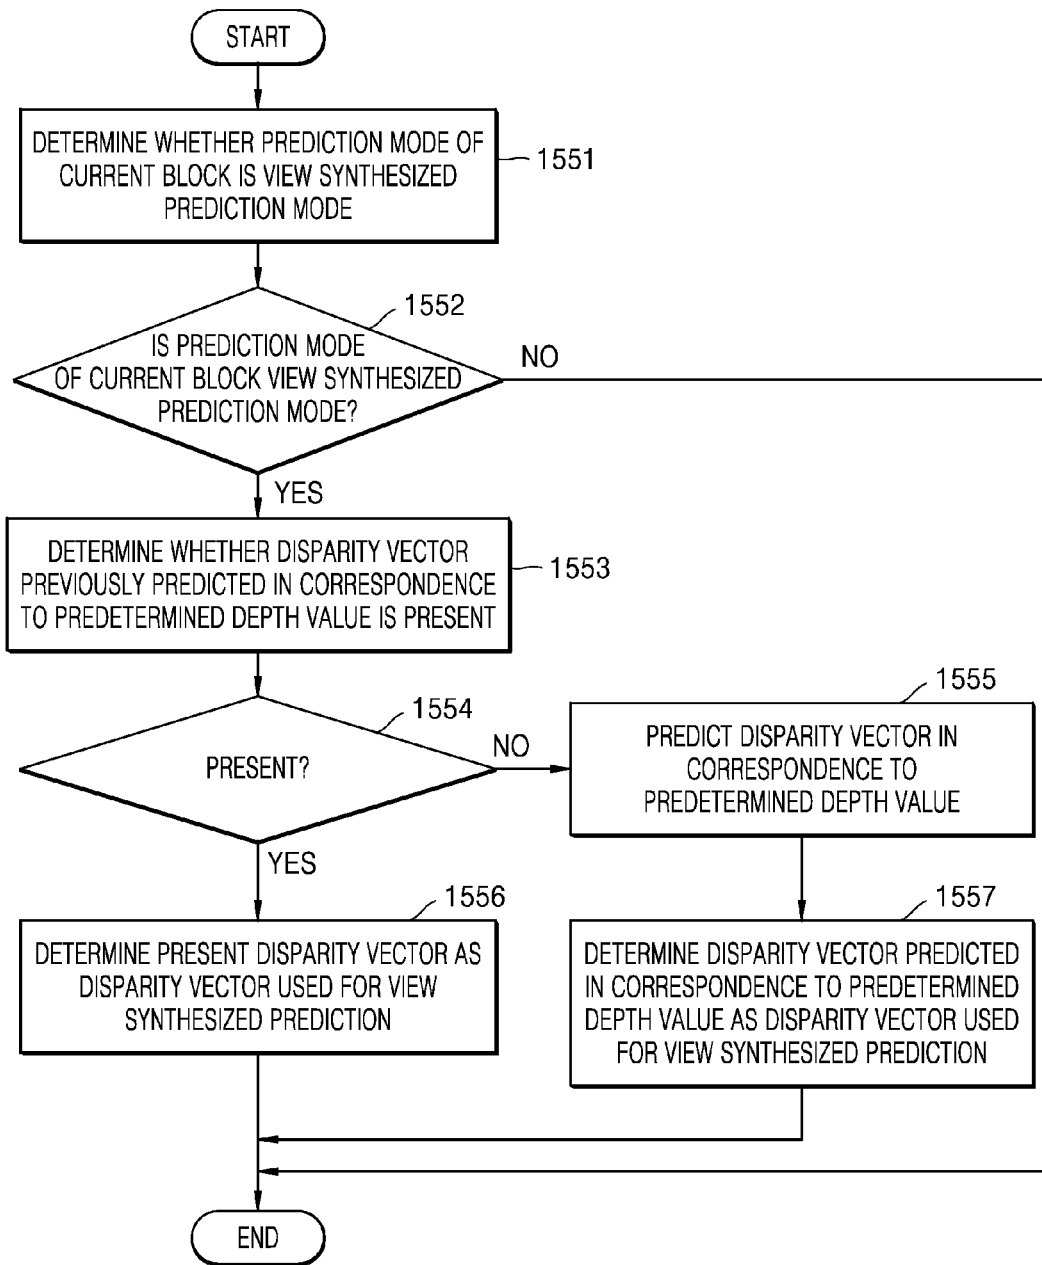 START
DETERMINE WHETHER PREDICTION MODE OF
CURRENT BLOCK IS VIEW SYNTHESIZED
PREDICTION MODE
1551
1552
IS PREDICTION MODE
OF CURRENT BLOCK VIEW SYNTHESIZED
PREDICTION MODE?
NO
YES
DETERMINE WHETHER DISPARITY VECTOR
PREVIOUSLY PREDICTED IN CORRESPONDENCE
TO PREDETERMINED DEPTH VALUE IS PRESENT
1553
1554
PRESENT?
NO
YES
1555
PREDICT DISPARITY VECTOR IN
CORRESPONDENCE TO
PREDETERMINED DEPTH VALUE
1556
DETERMINE PRESENT DISPARITY VECTOR AS
DISPARITY VECTOR USED FOR VIEW
SYNTHESIZED PREDICTION
1557
DETERMINE DISPARITY VECTOR PREDICTED
IN CORRESPONDENCE TO PREDETERMINED
DEPTH VALUE AS DISPARITY VECTOR USED
FOR VIEW SYNTHESIZED PREDICTION
END